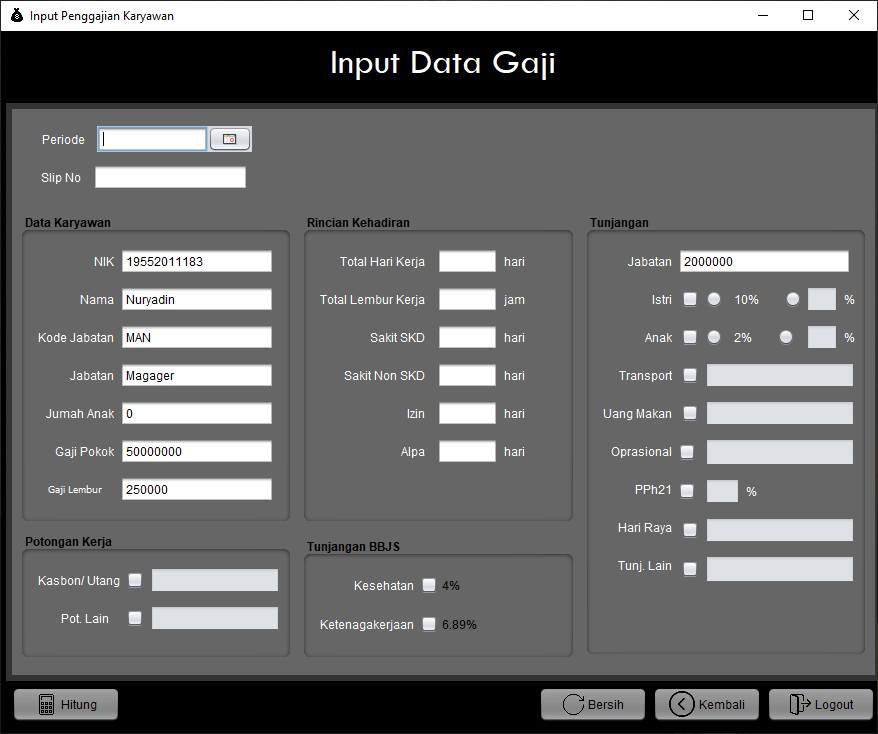 Input Penggajian Karyawan
Input Data Gaji
Periode
Slip No
Data Karyawan
NIK 19552011183
Nama Nuryadin
Kode Jabatan MAN
Jabatan Magager
Jumah Anak 0
Gaji Pokok 50000000
Gaji Lembur 250000
Rincian Kehadiran
Total Hari Kerja hari
Total Lembur Kerja jam
Sakit SKD hari
Sakit Non SKD hari
Izin hari
Alpa hari
Tunjangan
Jabatan 2000000
Istri 10% %
Anak 2% %
Transport
Uang Makan
Oprasional
PPh21 %
Hari Raya
Tunj. Lain
Potongan Kerja
Kasbon/ Utang
Pot. Lain
Tunjangan BBJS
Kesehatan 4%
Ketenagakerjaan 6.89%
Hitung
Bersih
Kembali
Logout